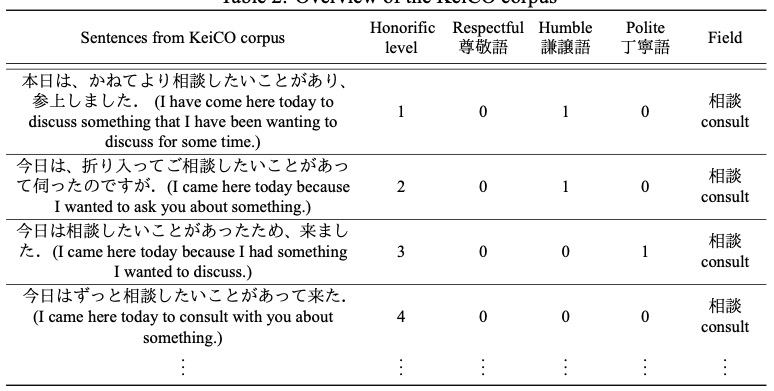 Table 2: Overview of the KeiCO corpus
Sentences from KeiCO corpus
Honorific level
Respectful 尊敬語
Humble 謙譲語
Polite 丁寧語
Field
本日は、かねてより相談したいことがあり、
参上しました． (I have come here today to
discuss something that I have been wanting to
discuss for some time.)
1
0
1
0
相談
consult
今日は、折り入ってご相談したいことがあっ
て伺ったのですが．(I came here today because
I wanted to ask you about something.)
2
0
1
0
相談
consult
今日は相談したいことがあったため、来まし
た．(I came here today because I had something
I wanted to discuss.)
3
0
0
1
相談
consult
今日はずっと相談したいことがあって来た．
(I came here today to consult with you about
something.)
4
0
0
0
相談
consult
⋮ ⋮ ⋮ ⋮ ⋮ ⋮